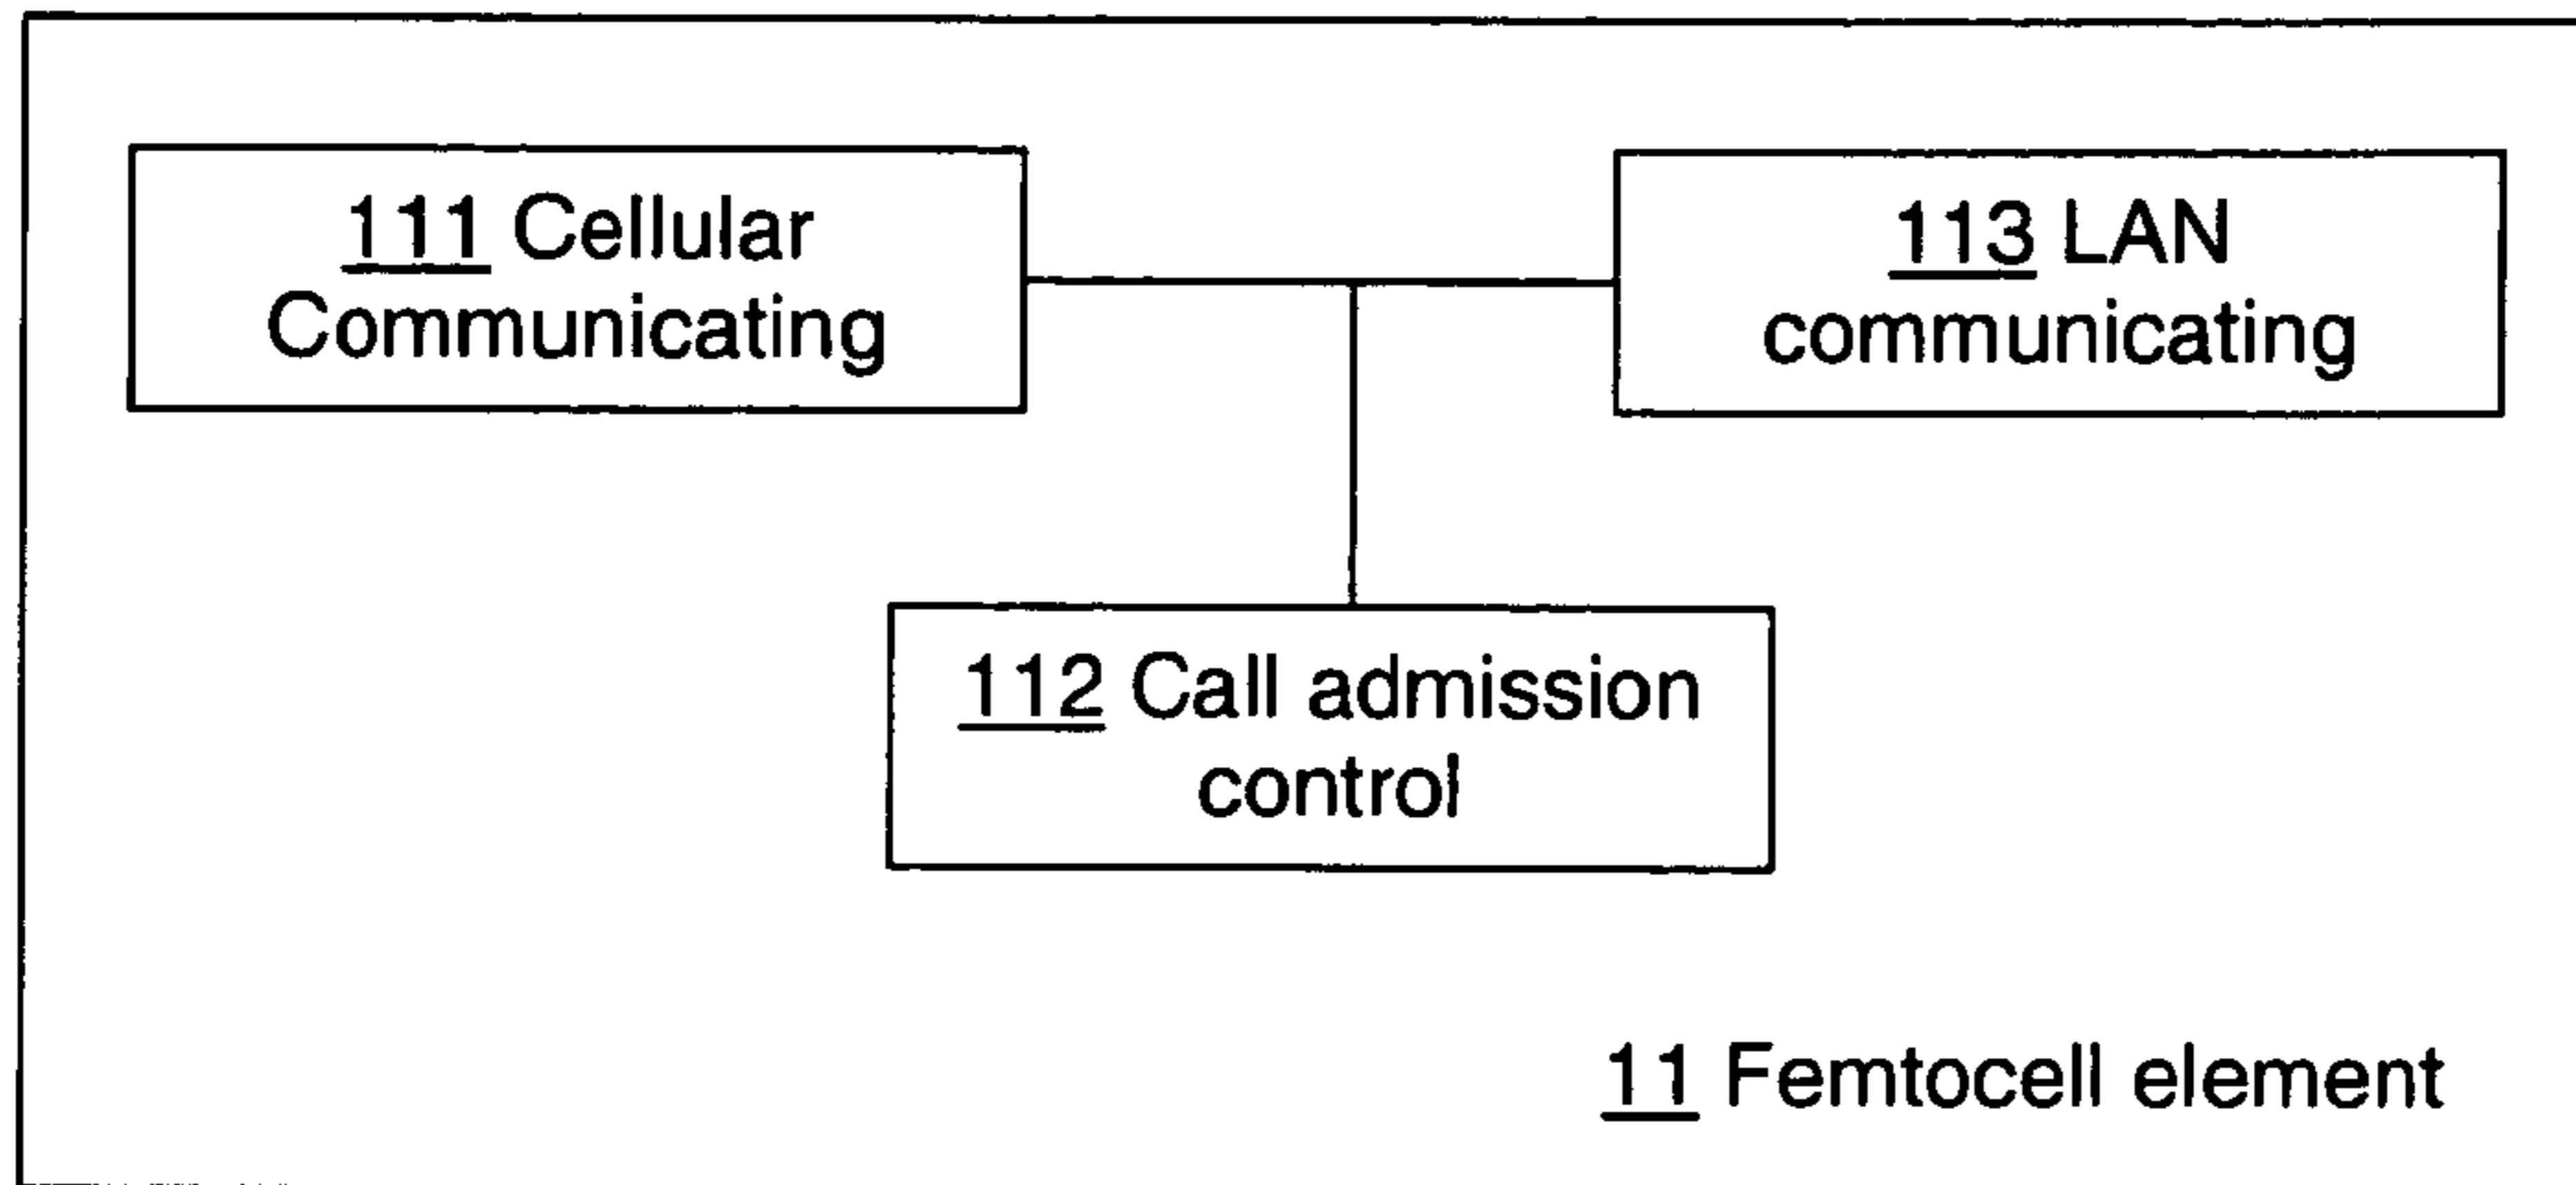 111 Cellular
Communicating
113 LAN
communicating
112 Call admission
control
11 Femtocell element